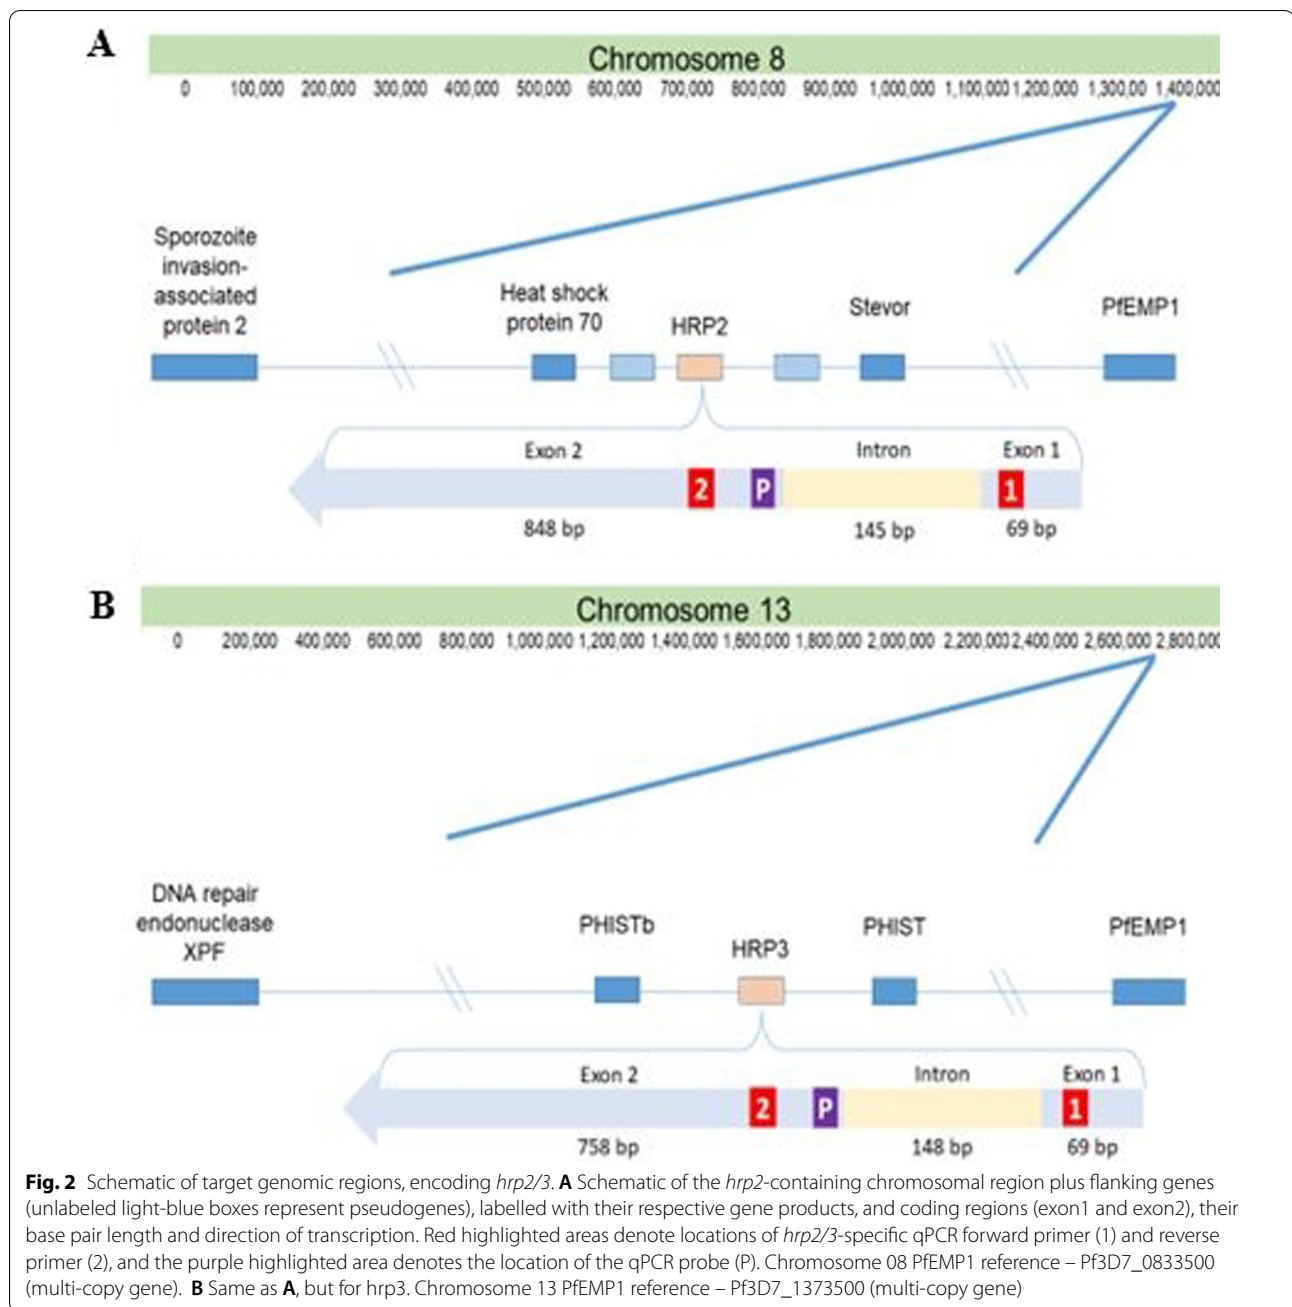 A
Chromosome 8
0 100,000 200,000 300,000 400,000 500,000 600,000 700,000 800,000 900,000 1,000,000 1,100,000 1,200,000 1,300,00 1,400,000
Sporozoite
invasion-
associated
protein 2
Heat shock
protein 70
HRP2
Stevor
PfEMP1
Exon 2
Intron
Exon 1
2
P
1
848 bp
145 bp
69 bp
B
Chromosome 13
0 200,000 400,000 600,000 800,000 1,000,000 1,200,000 1,400,000 1,600,000 1,800,000 2,000,000 2,200,000 2,400,000 2,600,000 2,800,000
DNA repair
endonuclease
XPF
PHISTb
HRP3
PHIST
PfEMP1
Exon 2
Intron
Exon 1
2
P
1
758 bp
148 bp
69 bp
Fig. 2 Schematic of target genomic regions, encoding hrp2/3. A Schematic of the hrp2-containing chromosomal region plus flanking genes
(unlabeled light-blue boxes represent pseudogenes), labelled with their respective gene products, and coding regions (exon1 and exon2), their
base pair length and direction of transcription. Red highlighted areas denote locations of hrp2/3-specific qPCR forward primer (1) and reverse
primer (2), and the purple highlighted area denotes the location of the qPCR probe (P). Chromosome 08 PfEMP1 reference – Pf3D7_0833500
(multi-copy gene). B Same as A, but for hrp3. Chromosome 13 PfEMP1 reference – Pf3D7_1373500 (multi-copy gene)